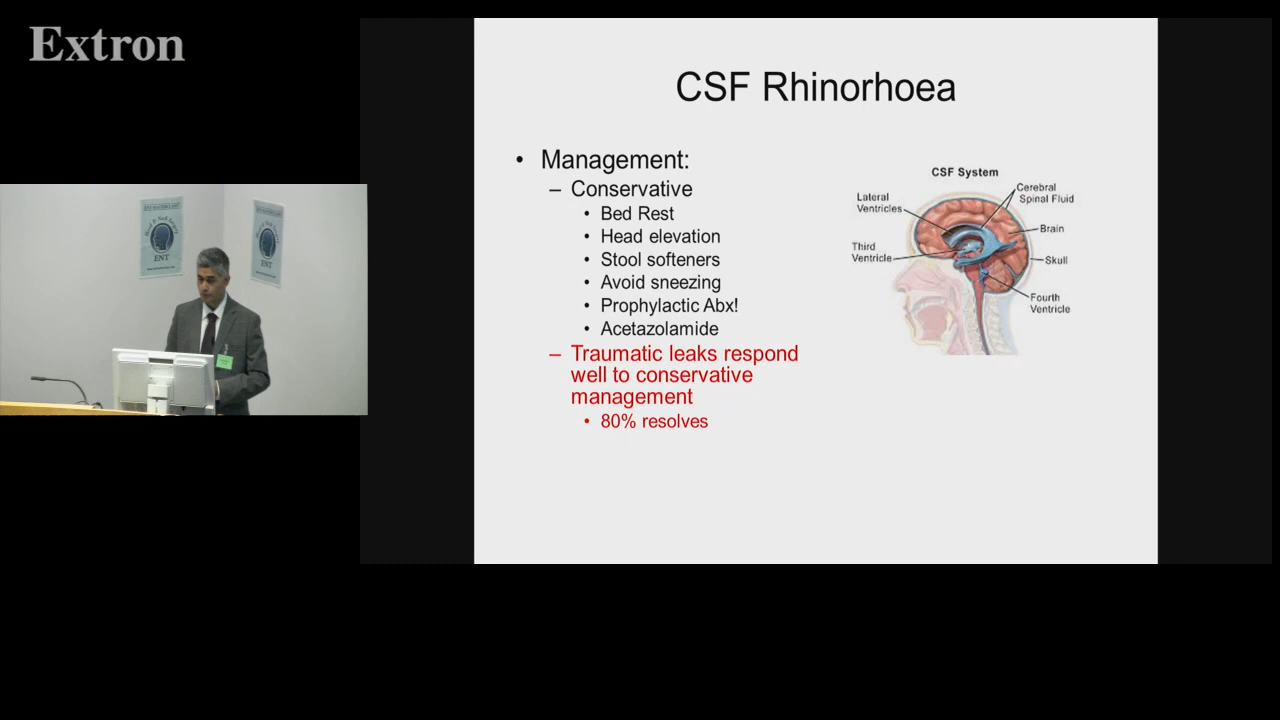 Extron
CSF Rhinorhoea
• Management:
– Conservative
• Bed Rest
• Head elevation
• Stool softeners
• Avoid sneezing
• Prophylactic Abx!
• Acetazolamide
– Traumatic leaks respond
well to conservative
management
• 80% resolves
CSF System
Lateral
Ventricles
Cerebral
Spinal Fluid
Brain
Third
Ventricle
Skull
Fourth
Ventricle
ENT
ENT